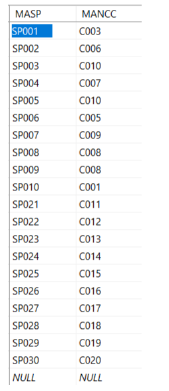 MASP MANCC
SP001 C003
SP002 C006
SP003 C010
SP004 C007
SP005 C010
SP006 C005
SP007 C009
SP008 C008
SP009 C008
SP010 C001
SP021 C011
SP022 C012
SP023 C013
SP024 C014
SP025 C015
SP026 C016
SP027 C017
SP028 C018
SP029 C019
SP030 C020
NULL NULL